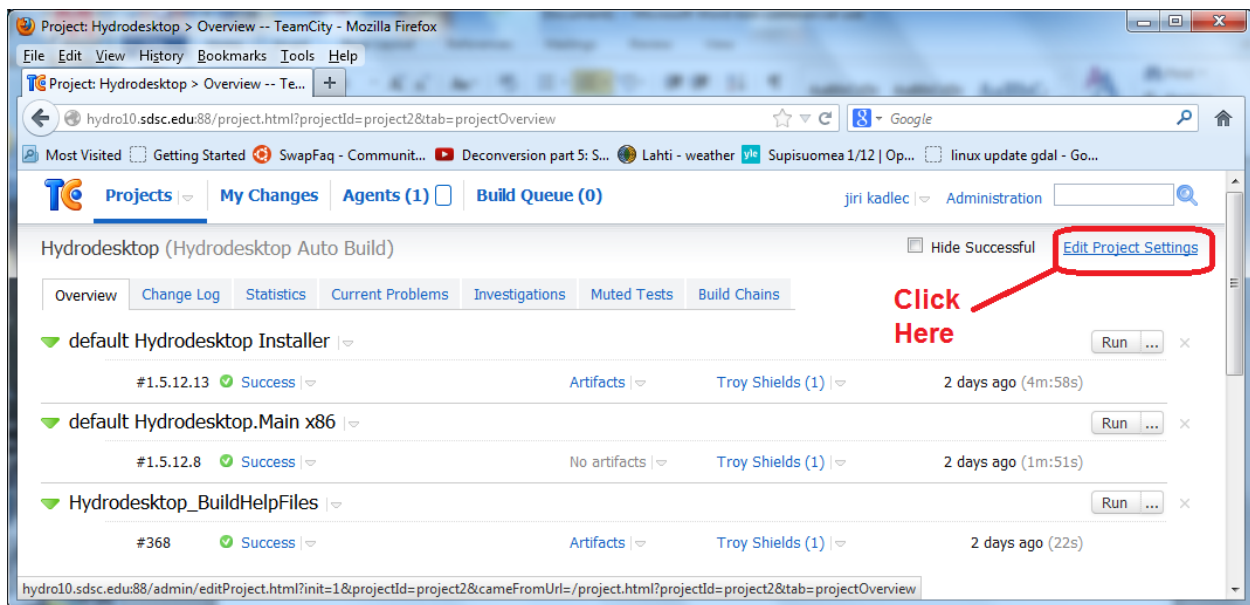 Project: Hydrodesktop > Overview -- TeamCity - Mozilla Firefox
File Edit View History Bookmarks Tools Help
Project: Hydrodesktop > Overview -- Te... +
hydro10.sdsc.edu:88/project.html?projectId=project2&tab=projectOverview Google
Most Visited Getting Started SwapFaq - Communit... Deconversion part 5: S... Lahti - weather yle Supisuomea 1/12 | Op... linux update gdal - Go...
TC Projects My Changes Agents (1) Build Queue (0) jiri kadlec Administration
Hydrodesktop (Hydrodesktop Auto Build) Hide Successful Edit Project Settings
Overview Change Log Statistics Current Problems Investigations Muted Tests Build Chains
Click
Here
default Hydrodesktop Installer Run ...
#1.5.12.13 Success Artifacts Troy Shields (1) 2 days ago (4m:58s)
default Hydrodesktop.Main x86 Run ...
#1.5.12.8 Success No artifacts Troy Shields (1) 2 days ago (1m:51s)
Hydrodesktop_BuildHelpFiles Run ...
#368 Success Artifacts Troy Shields (1) 2 days ago (22s)
hydro10.sdsc.edu:88/admin/editProject.html?init=1&projectId=project2&cameFromUrl=/project.html?projectId=project2&tab=projectOverview